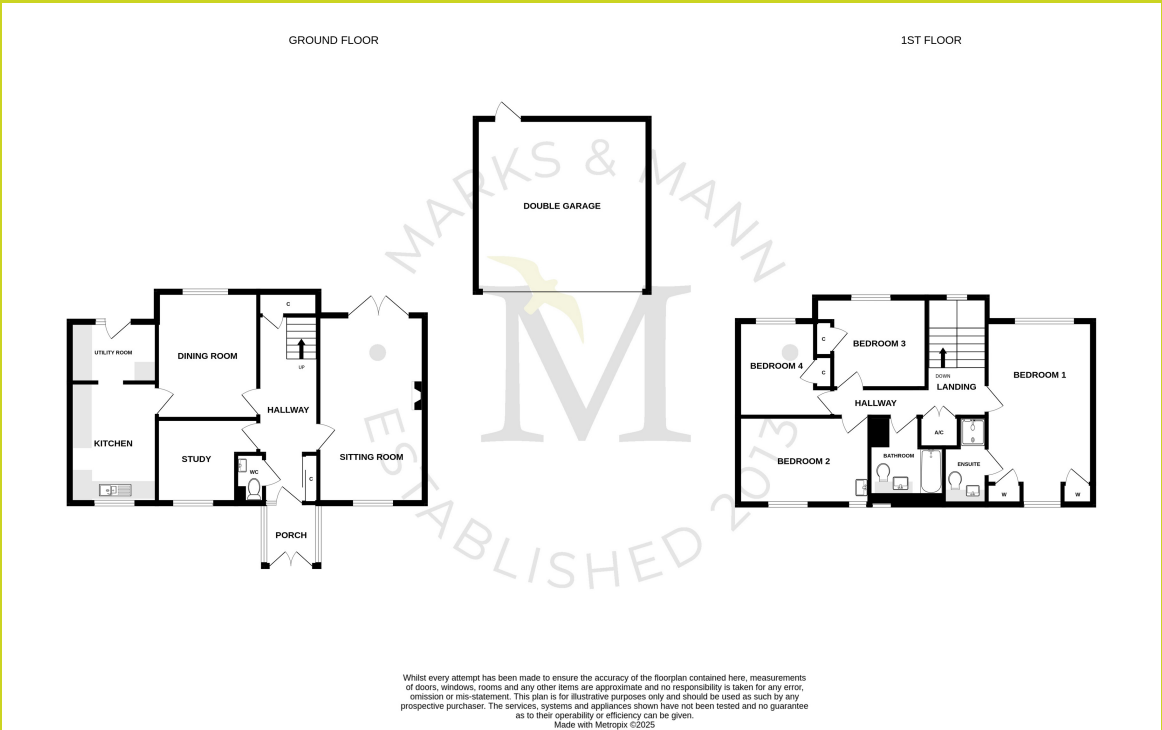 GROUND FLOOR
1ST FLOOR
MARKS & MANN
M
ESTABLISHED 2013
DOUBLE GARAGE
UTILITY ROOM
DINING ROOM
C
UP
HALLWAY
KITCHEN
STUDY
WC
C
SITTING ROOM
PORCH
BEDROOM 4
C
C
BEDROOM 3
DOWN
LANDING
BEDROOM 1
HALLWAY
A/C
BEDROOM 2
BATHROOM
ENSUITE
W
W
Whilst every attempt has been made to ensure the accuracy of the floorplan contained here, measurements
of doors, windows, rooms and any other items are approximate and no responsibility is taken for any error,
omission or mis-statement. This plan is for illustrative purposes only and should be used as such by any
prospective purchaser. The services, systems and appliances shown have not been tested and no guarantee
as to their operability or efficiency can be given.
Made with Metropix ©2025